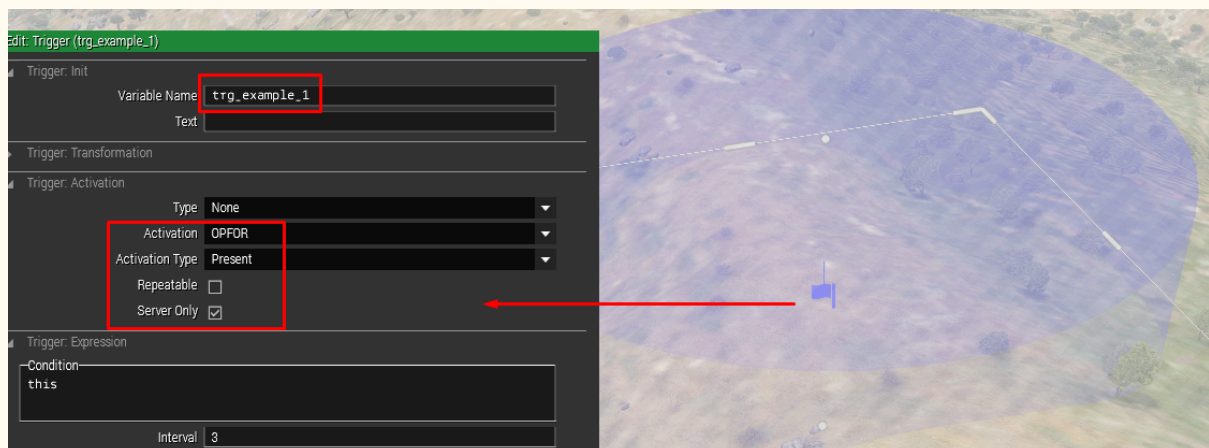 Edit: Trigger (trg_example_1)
Trigger: Init
Variable Name trg_example_1
Text
Trigger: Transformation
Trigger: Activation
Type None
Activation OPFOR
Activation Type Present
Repeatable
Server Only
Trigger: Expression
Condition
this
Interval 3